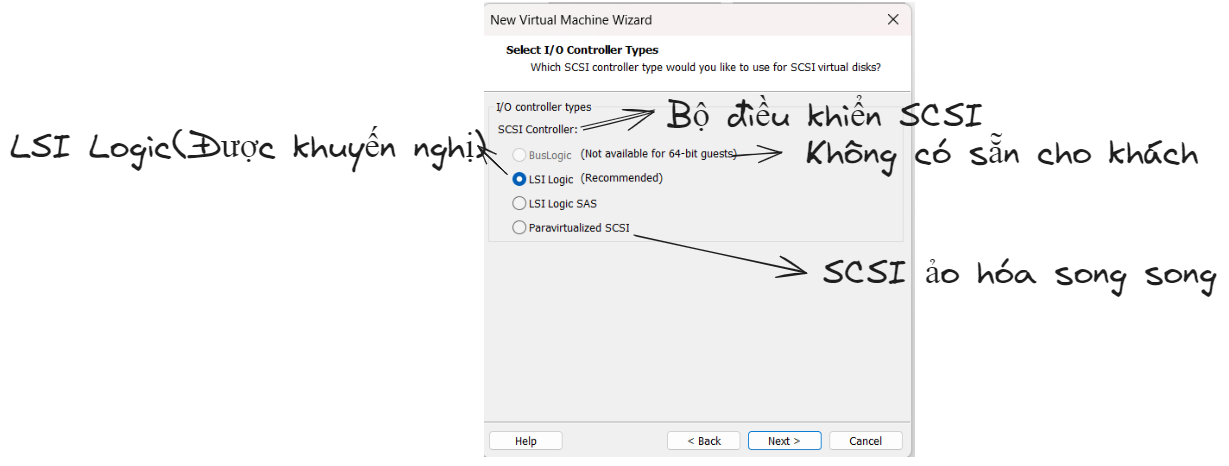 New Virtual Machine Wizard
Select I/O Controller Types
Which SCSI controller type would you like to use for SCSI virtual disks?
I/O controller types
SCSI Controller:
Bộ điều khiển SCSI
LSI Logic(Được khuyến nghị)
BusLogic (Not available for 64-bit guests)
Không có sẵn cho khách
LSI Logic (Recommended)
LSI Logic SAS
Paravirtualized SCSI
SCSI ảo hóa song song
Help < Back Next > Cancel